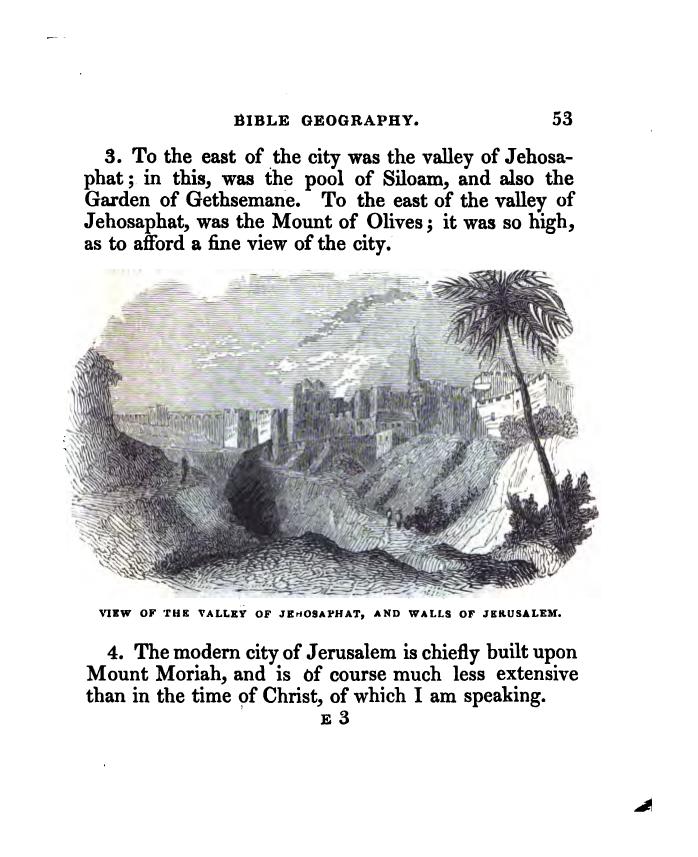 BIBLE GEOGRAPHY. 53
3. To the east of the city was the valley of Jehosa-
phat; in this, was the pool of Siloam, and also the
Garden of Gethsemane. To the east of the valley of
Jehosaphat, was the Mount of Olives; it was so high,
as to afford a fine view of the city.
VIEW OF THE VALLEY OF JEHOSAPHAT, AND WALLS OF JERUSALEM.
4. The modern city of Jerusalem is chiefly built upon
Mount Moriah, and is of course much less extensive
than in the time of Christ, of which I am speaking.
E 3